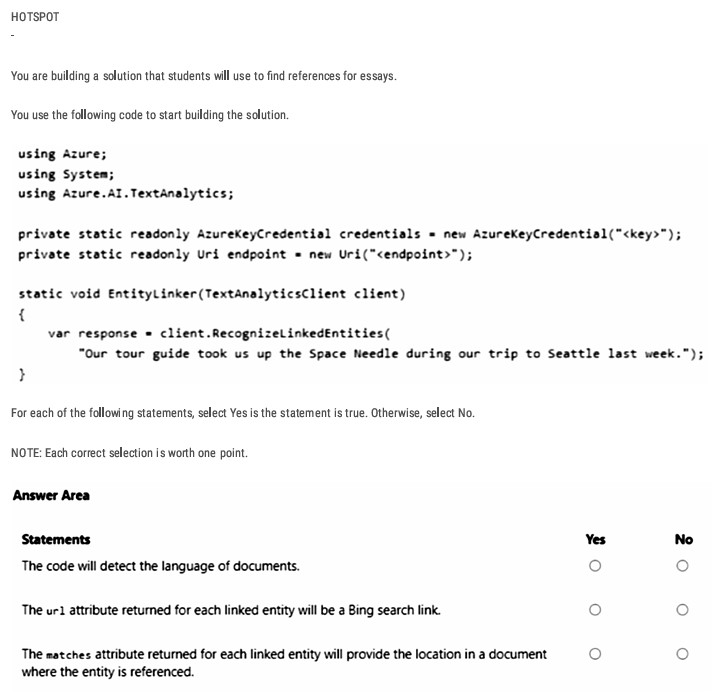 HOTSPOT
-
You are building a solution that students will use to find references for essays.
You use the following code to start building the solution.
using Azure;
using System;
using Azure.AI.TextAnalytics;
private static readonly AzureKeyCredential credentials = new AzureKeyCredential("<key>");
private static readonly Uri endpoint = new Uri("<endpoint>");
static void EntityLinker(TextAnalyticsClient client)
{
var response = client.RecognizeLinkedEntities(
"Our tour guide took us up the Space Needle during our trip to Seattle last week.");
}
For each of the following statements, select Yes is the statement is true. Otherwise, select No.
NOTE: Each correct selection is worth one point.
Answer Area
Statements Yes No
The code will detect the language of documents.
The url attribute returned for each linked entity will be a Bing search link.
The matches attribute returned for each linked entity will provide the location in a document
where the entity is referenced.